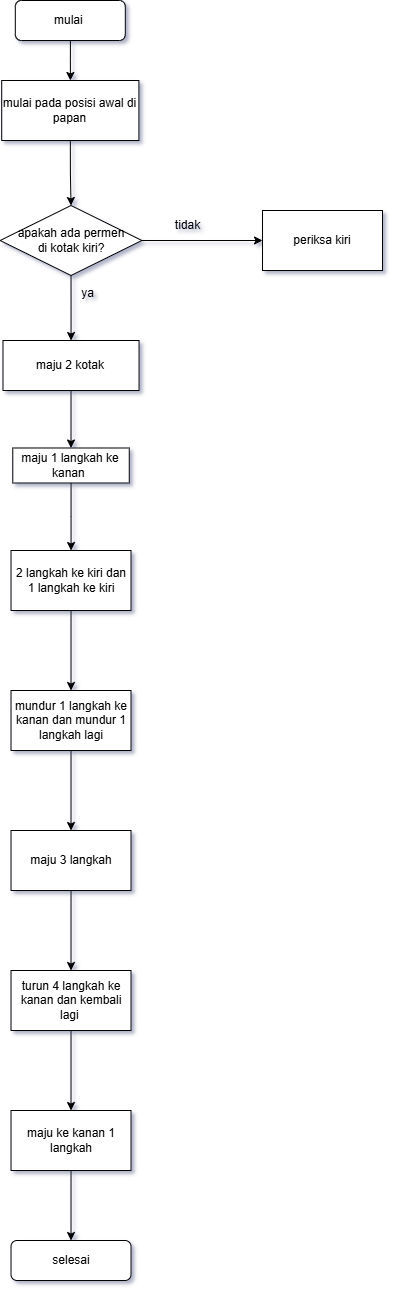 mulai
mulai pada posisi awal di
papan
apakah ada permen
di kotak kiri?
tidak
periksa kiri
ya
maju 2 kotak
maju 1 langkah ke
kanan
2 langkah ke kiri dan
1 langkah ke kiri
mundur 1 langkah ke
kanan dan mundur 1
langkah lagi
maju 3 langkah
turun 4 langkah ke
kanan dan kembali
lagi
maju ke kanan 1
langkah
selesai